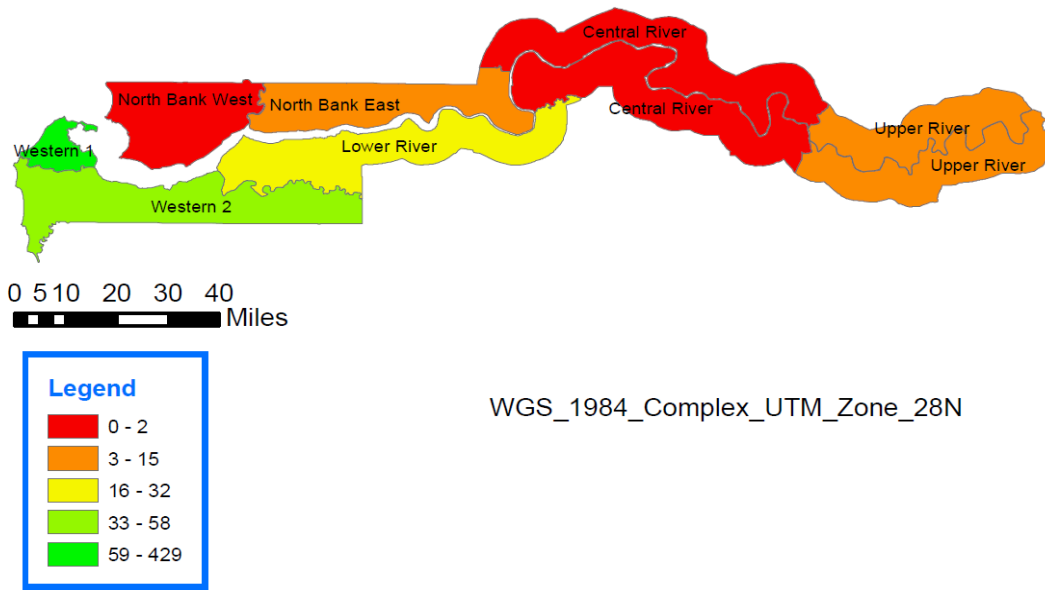 Central River
North Bank West
North Bank East
Central River
Upper River
Western 1
Lower River
Upper River
Western 2
0 5 10 20 30 40
Miles
Legend
0 - 2
3 - 15
16 - 32
33 - 58
59 - 429
WGS_1984_Complex_UTM_Zone_28N